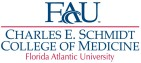 FAU
CHARLES E. SCHMIDT
COLLEGE OF MEDICINE
Florida Atlantic University